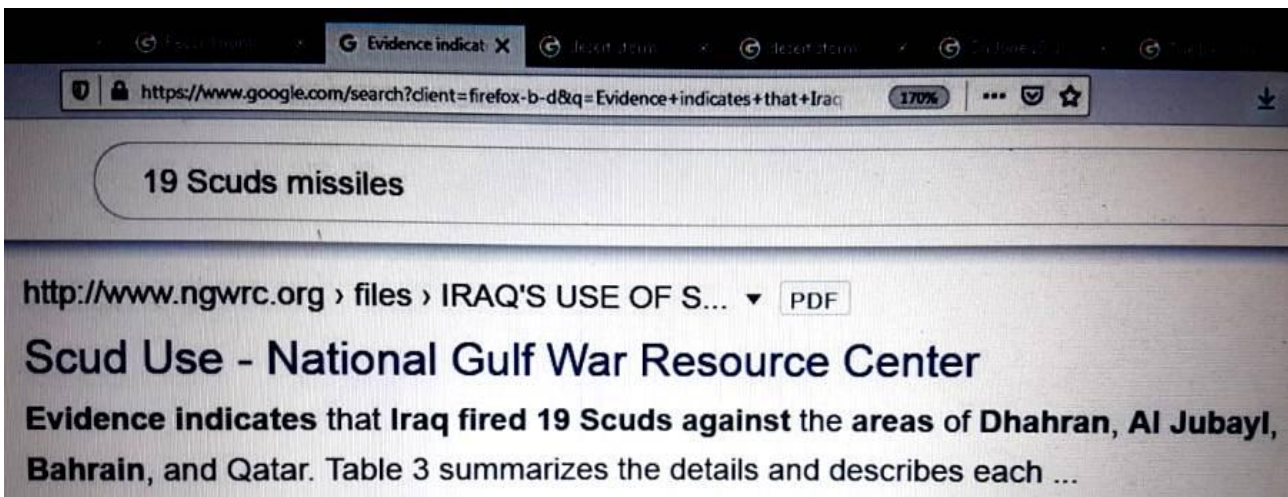 G Evidence indicat X
https://www.google.com/search?client=firefox-b-d&q=Evidence+indicates+that+Iraq 170%
19 Scuds missiles
http://www.ngwrc.org › files › IRAQ'S USE OF S... ▼ PDF
Scud Use - National Gulf War Resource Center
Evidence indicates that Iraq fired 19 Scuds against the areas of Dhahran, Al Jubayl,
Bahrain, and Qatar. Table 3 summarizes the details and describes each ...